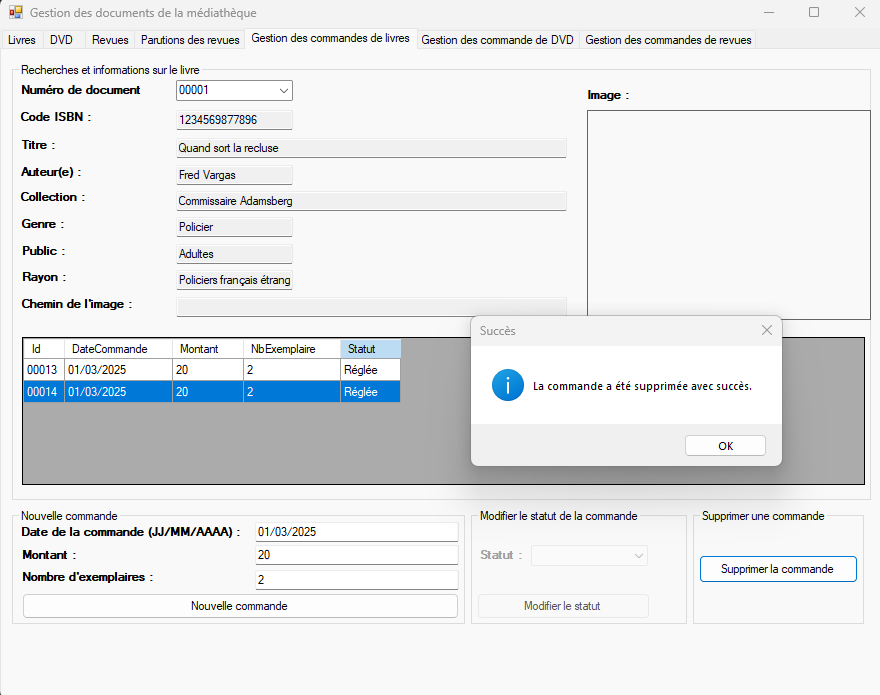 Gestion des documents de la médiathèque
Livres DVD Revues Parutions des revues Gestion des commandes de livres Gestion des commande de DVD Gestion des commandes de revues
Recherches et informations sur le livre
Numéro de document 00001
Image :
Code ISBN : 1234569877896
Titre : Quand sort la recluse
Auteur(e) : Fred Vargas
Collection : Commissaire Adamsberg
Genre : Policier
Public : Adultes
Rayon : Policiers français étrang
Chemin de l'image :
Id DateCommande Montant NbExemplaire Statut
00013 01/03/2025 20 2 Réglée
00014 01/03/2025 20 2 Réglée
Succès
La commande a été supprimée avec succès.
OK
Nouvelle commande
Date de la commande (JJ/MM/AAAA) : 01/03/2025
Montant : 20
Nombre d'exemplaires : 2
Nouvelle commande
Modifier le statut de la commande
Statut :
Modifier le statut
Supprimer une commande
Supprimer la commande